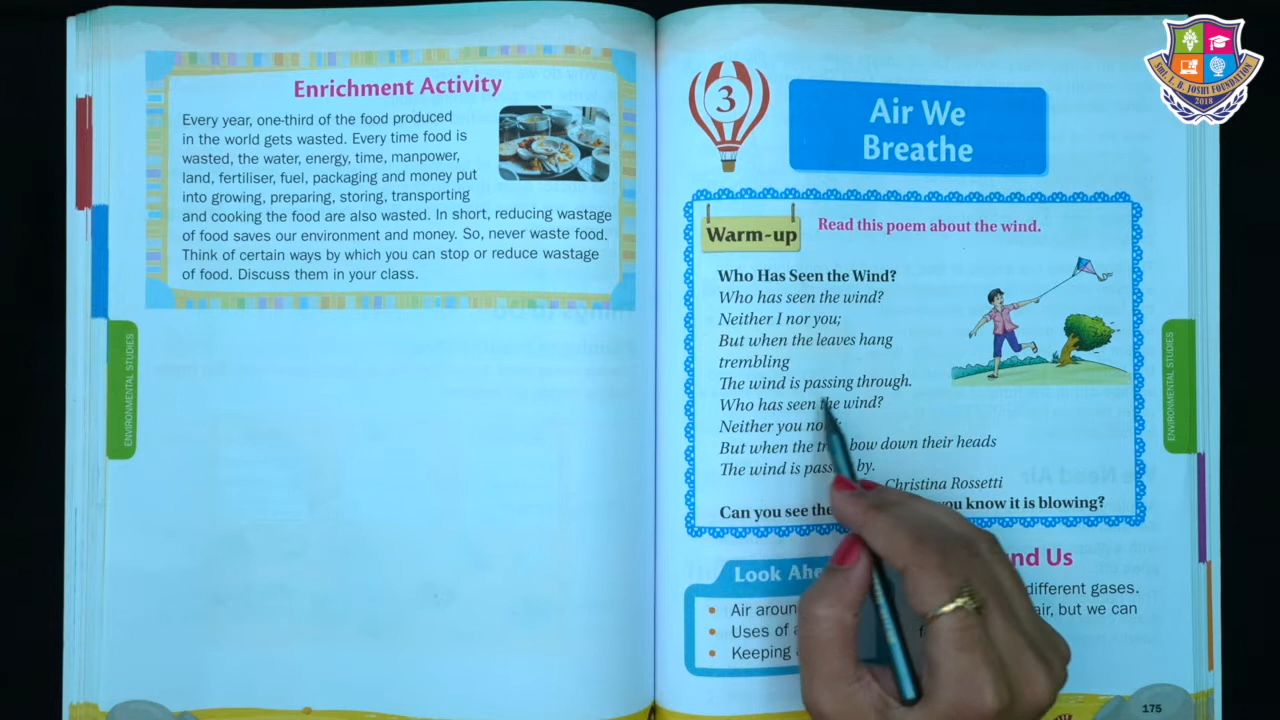 Enrichment Activity
Every year, one-third of the food produced
in the world gets wasted. Every time food is
wasted, the water, energy, time, manpower,
land, fertiliser, fuel, packaging and money put
into growing, preparing, storing, transporting
and cooking the food are also wasted. In short, reducing wastage
of food saves our environment and money. So, never waste food.
Think of certain ways by which you can stop or reduce wastage
of food. Discuss them in your class.
ENVIRONMENTAL STUDIES
3
Air We
Breathe
Warm-up
Read this poem about the wind.
Who Has Seen the Wind?
Who has seen the wind?
Neither I nor you;
But when the leaves hang
trembling
The wind is passing through.
Who has seen the wind?
Neither you
But when the bow down their heads
The wind is by.
Christina Rossetti
Can you see the you know it is blowing?
Look
Us
different gases.
Air
air, but we can
Uses of
Keeping
ENVIRONMENTAL STUDIES
175
SOU. L. B. JOSHI FOUNDATION
2018